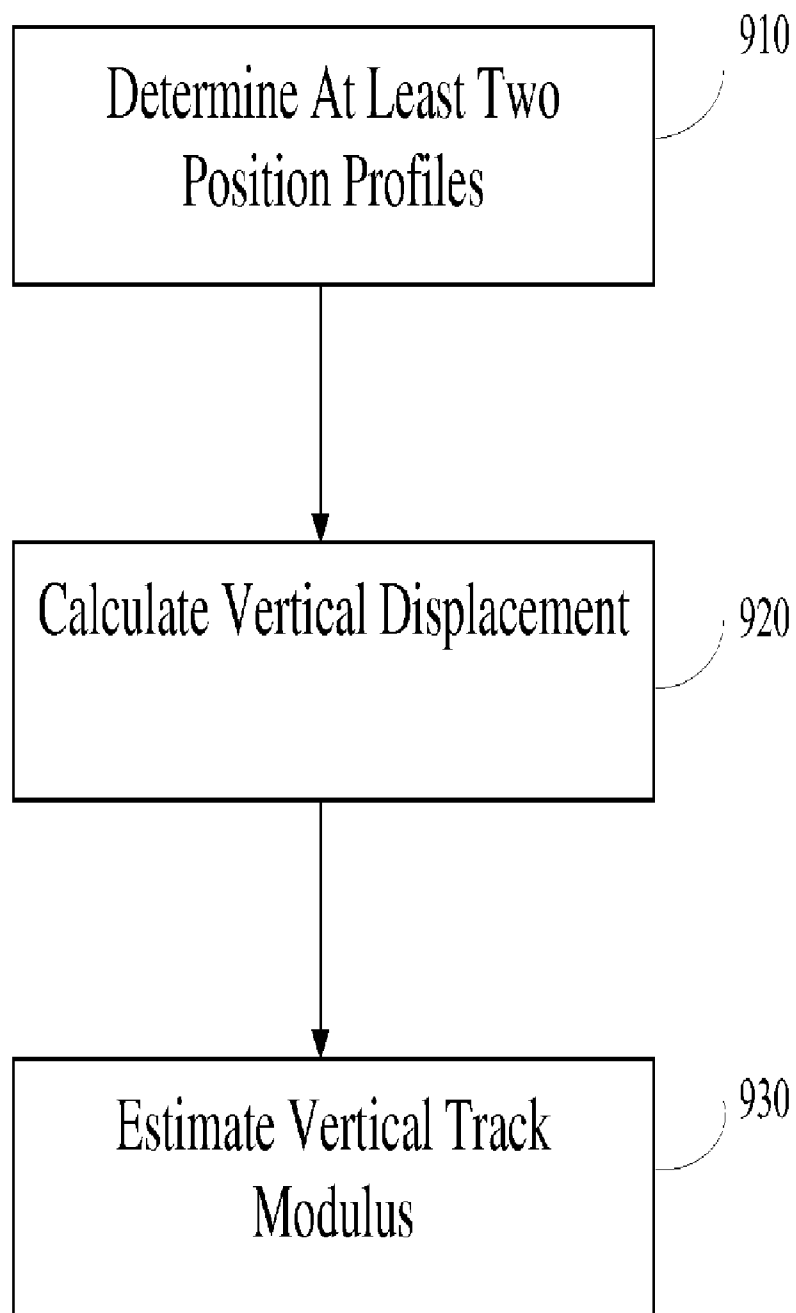 910
Determine At Least Two
Position Profiles
920
Calculate Vertical Displacement
930
Estimate Vertical Track
Modulus